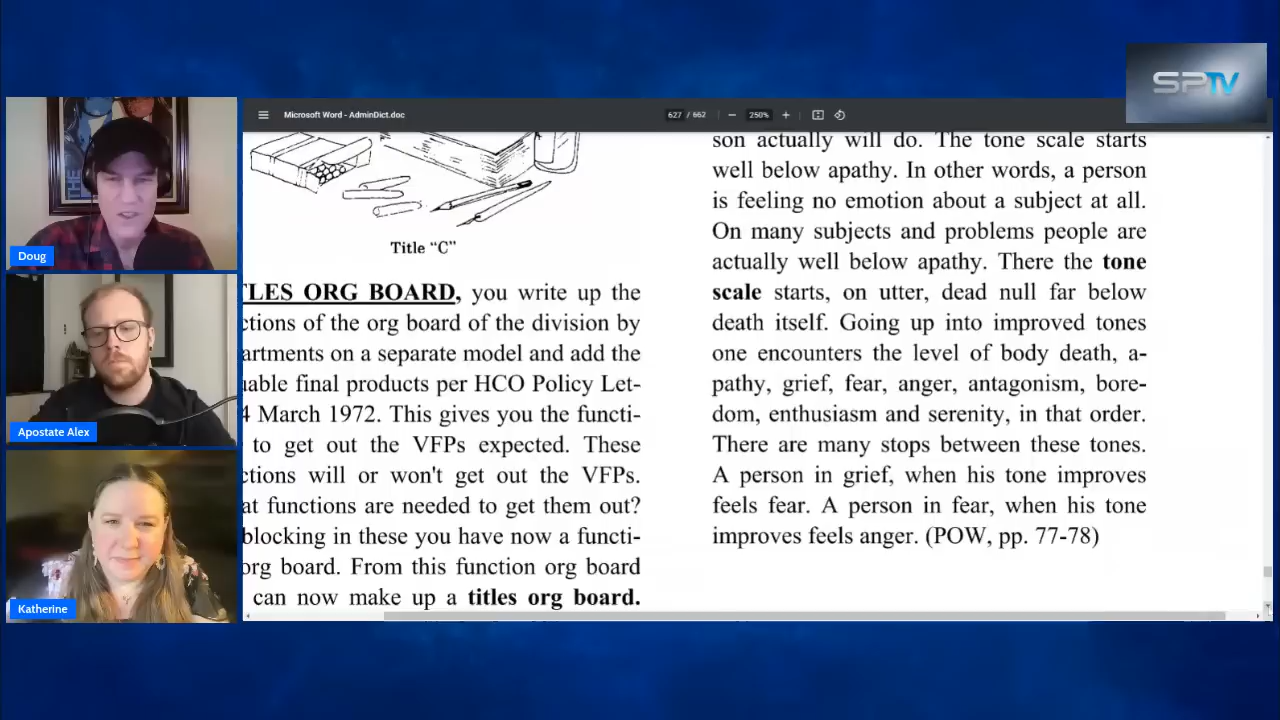 SPTV
Microsoft Word - AdminDict.doc
627 / 662
250%
Doug
Apostate Alex
Katherine
Title "C"
TLES ORG BOARD, you write up the
ctions of the org board of the division by
artments on a separate model and add the
uable final products per HCO Policy Let-
4 March 1972. This gives you the functi-
to get out the VFPs expected. These
ctions will or won't get out the VFPs.
at functions are needed to get them out?
blocking in these you have now a functi-
org board. From this function org board
can now make up a titles org board.
son actually will do. The tone scale starts
well below apathy. In other words, a person
is feeling no emotion about a subject at all.
On many subjects and problems people are
actually well below apathy. There the tone
scale starts, on utter, dead null far below
death itself. Going up into improved tones
one encounters the level of body death, a-
pathy, grief, fear, anger, antagonism, bore-
dom, enthusiasm and serenity, in that order.
There are many stops between these tones.
A person in grief, when his tone improves
feels fear. A person in fear, when his tone
improves feels anger. (POW, pp. 77-78)